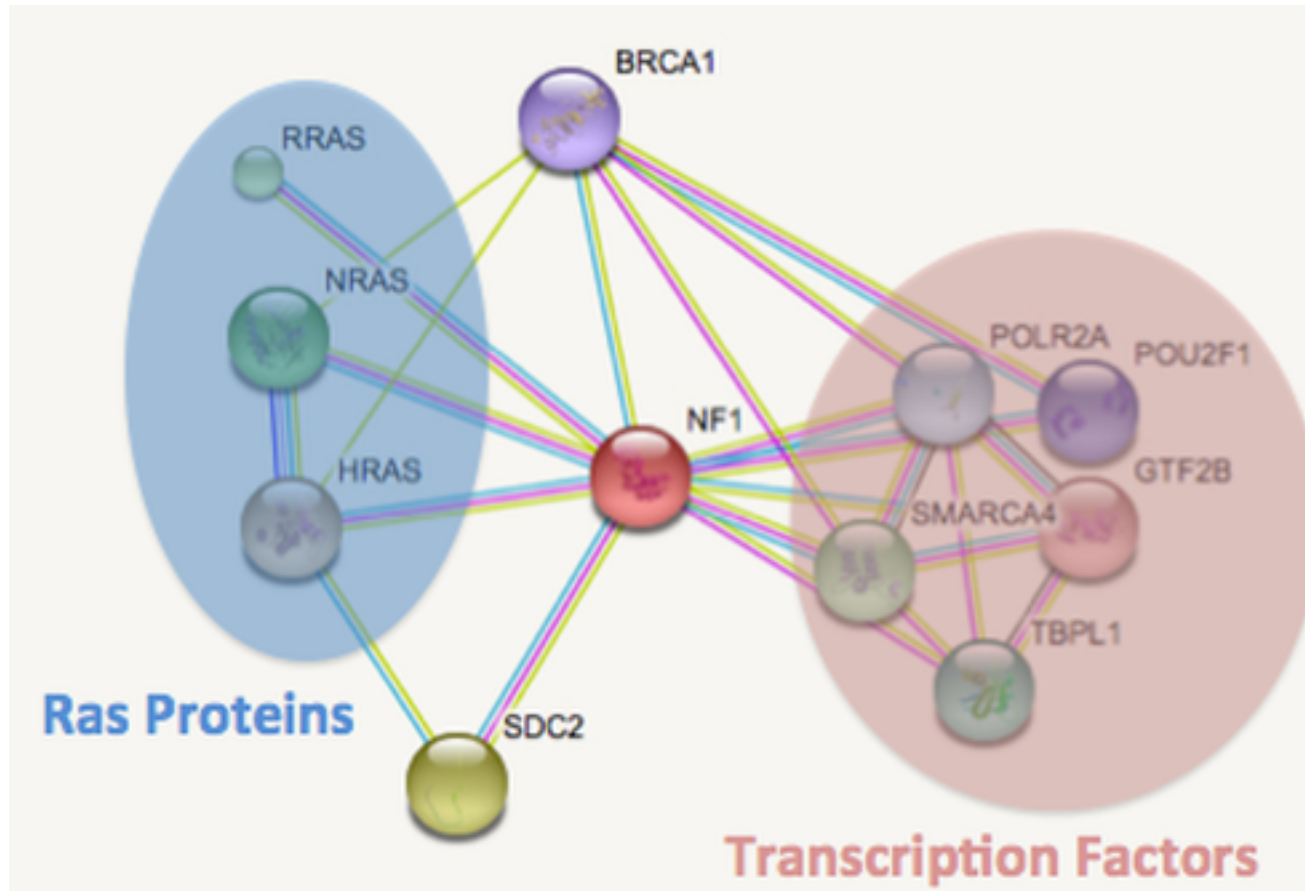 BRCA1
RRAS
NRAS
POLR2A
POU2F1
NF1
HRAS
GTF2B
SMARCA4
TBPL1
Ras Proteins
SDC2
Transcription Factors